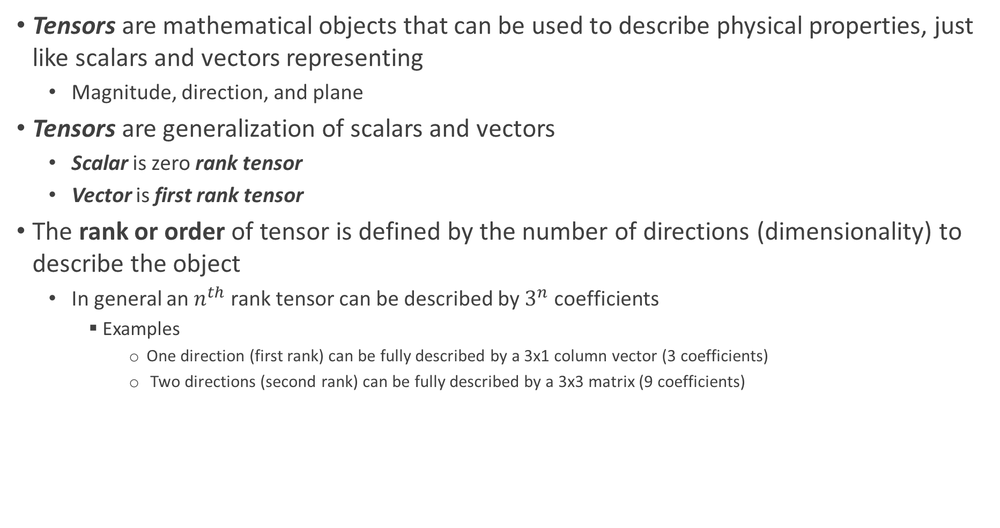 • Tensors are mathematical objects that can be used to describe physical properties, just
like scalars and vectors representing
• Magnitude, direction, and plane
• Tensors are generalization of scalars and vectors
• Scalar is zero rank tensor
• Vector is first rank tensor
• The rank or order of tensor is defined by the number of directions (dimensionality) to
describe the object
• In general an n^{th} rank tensor can be described by 3^n coefficients
▪ Examples
o One direction (first rank) can be fully described by a 3x1 column vector (3 coefficients)
o Two directions (second rank) can be fully described by a 3x3 matrix (9 coefficients)